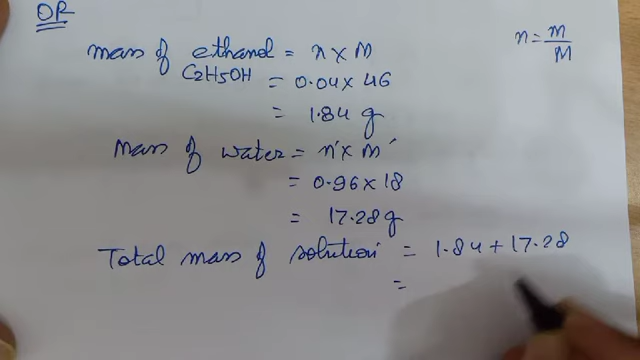 OR
mass of ethanol = n x M
n = m/M
C2H5OH = 0.04 x 46
= 1.84 g
Mass of water = n' x M'
= 0.96 x 18
= 17.28 g
Total mass of solution = 1.84 + 17.28
=